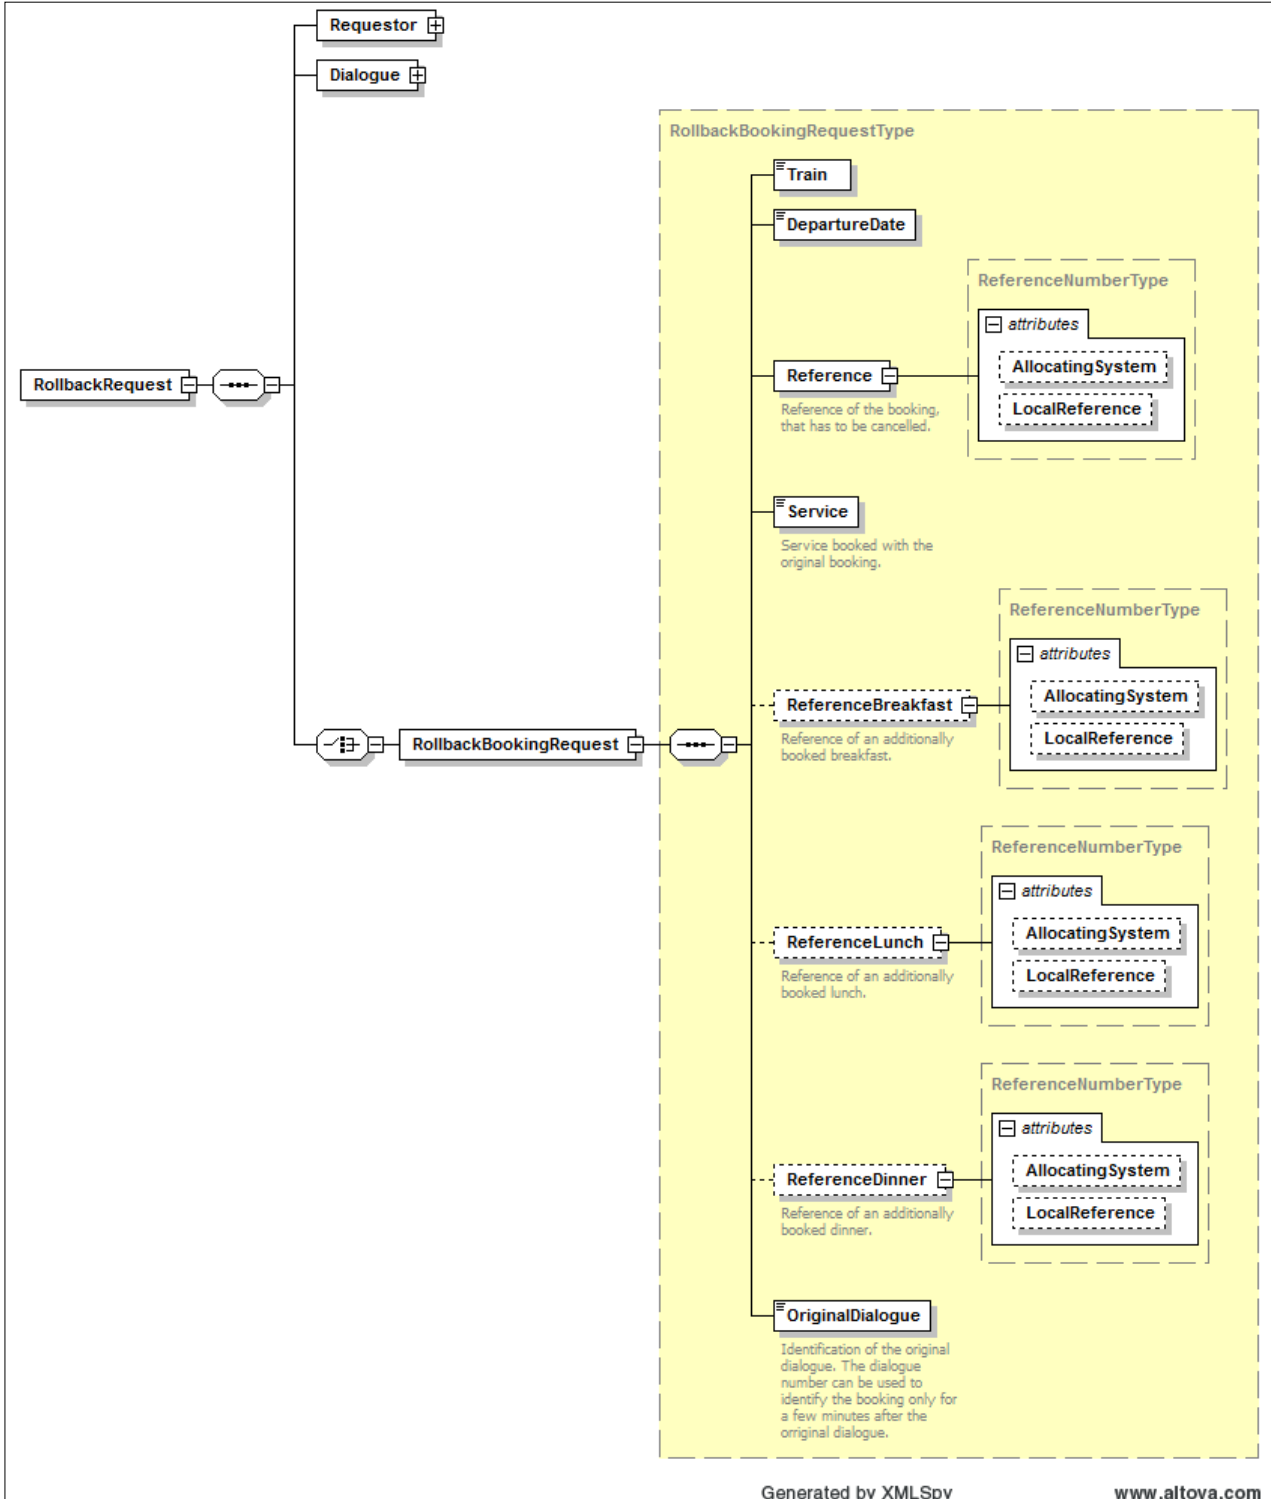 Requestor
Dialogue
RollbackBookingRequestType
Train
DepartureDate
ReferenceNumberType
attributes
AllocatingSystem
LocalReference
RollbackRequest
Reference
Reference of the booking,
that has to be cancelled.
Service
Service booked with the
original booking.
ReferenceNumberType
attributes
AllocatingSystem
LocalReference
ReferenceBreakfast
Reference of an additionally
booked breakfast.
RollbackBookingRequest
ReferenceNumberType
attributes
AllocatingSystem
LocalReference
ReferenceLunch
Reference of an additionally
booked lunch.
ReferenceNumberType
attributes
AllocatingSystem
LocalReference
ReferenceDinner
Reference of an additionally
booked dinner.
OriginalDialogue
Identification of the original
dialogue. The dialogue
number can be used to
identify the booking only for
a few minutes after the
orriginal dialogue.
Generated by XMLSpy
www.altova.com